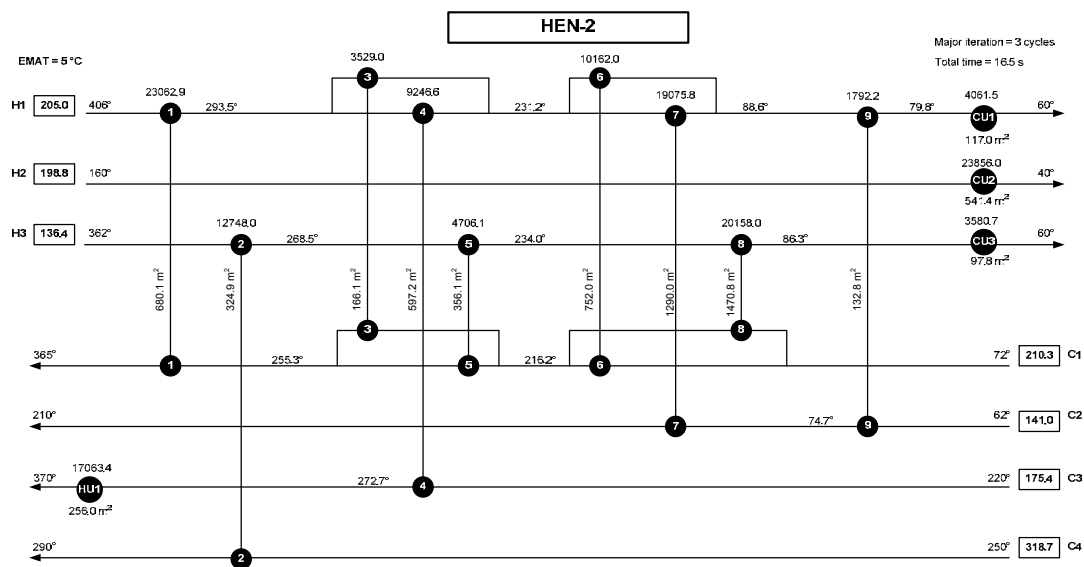 HEN-2
Major iteration = 3 cycles
Total time = 16.5 s
EMAT = 5 °C
3529.0
10162.0
3
6
23062.9
9246.6
19075.8
1792.2
4061.5
H1 205.0 406° 1 293.5° 4 231.2° 7 88.6° 9 79.8° CU1 60°
117.0 m²
23856.0
H2 198.8 160° CU2 40°
541.4 m²
12748.0
4706.1
20158.0
3580.7
H3 136.4 362° 2 268.5° 5 234.0° 8 86.3° CU3 60°
97.8 m²
680.1 m²
324.9 m²
166.1 m²
597.2 m²
356.1 m²
752.0 m²
1290.0 m²
1470.8 m²
132.8 m²
3
8
365° 1 255.3° 5 216.2° 6 72° 210.3 C1
210° 7 74.7° 9 62° 141.0 C2
17063.4
370° HU1 272.7° 4 220° 175.4 C3
256.0 m²
290° 2 250° 318.7 C4